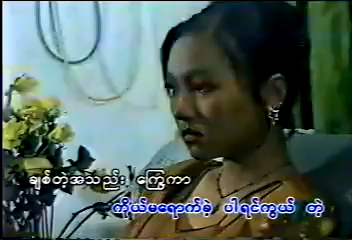 ချစ်တဲ့အသည်း ကြွေကာ
ကိုယ်မရောက်ခဲ့ ပါရင်ကွယ် တဲ့